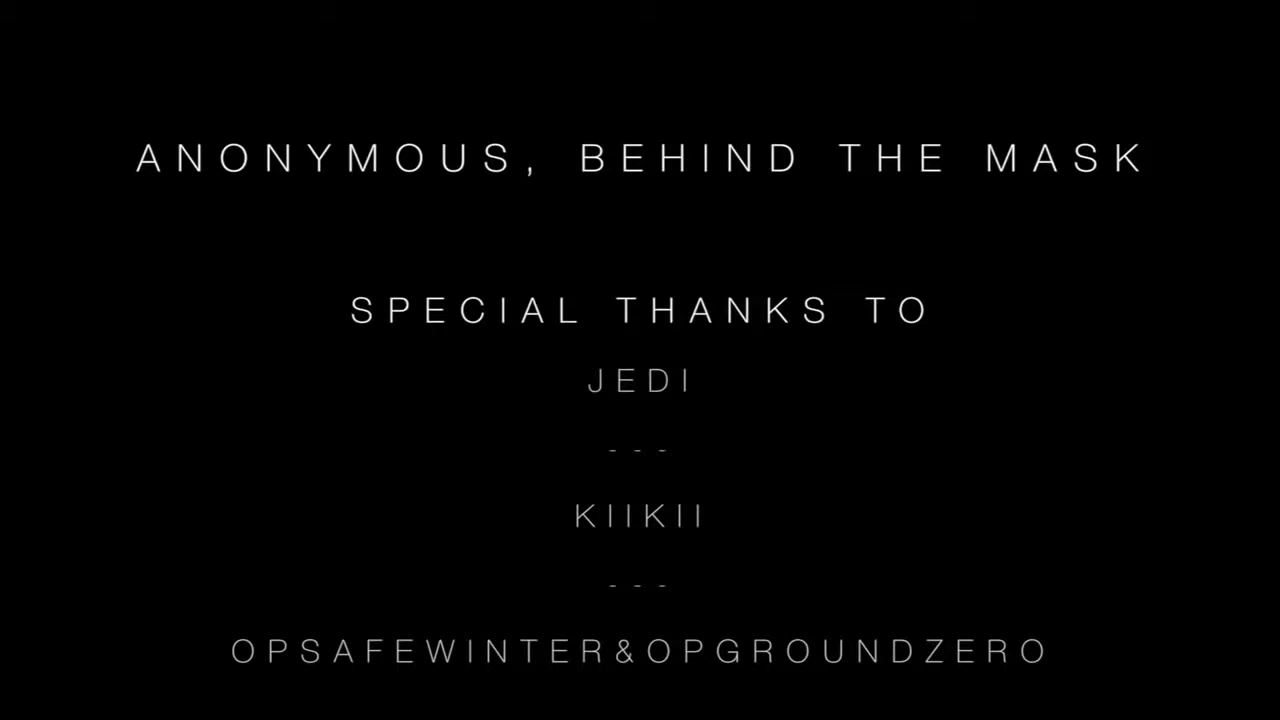 ANONYMOUS, BEHIND THE MASK
SPECIAL THANKS TO
JEDI
---
KIIKII
---
OPSAFEWINTER&OPGROUNDZERO